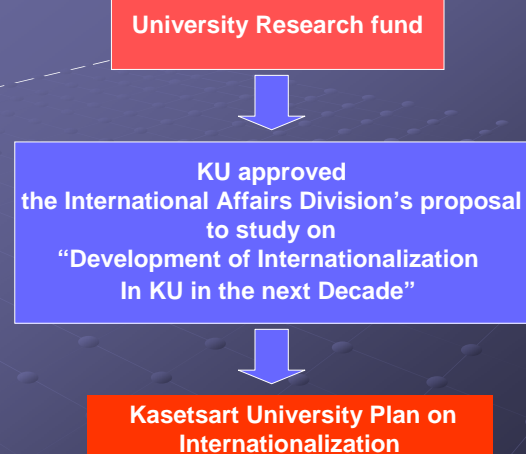 University Research fund
KU approved
the International Affairs Division’s proposal
to study on
“Development of Internationalization
In KU in the next Decade”
Kasetsart University Plan on
Internationalization